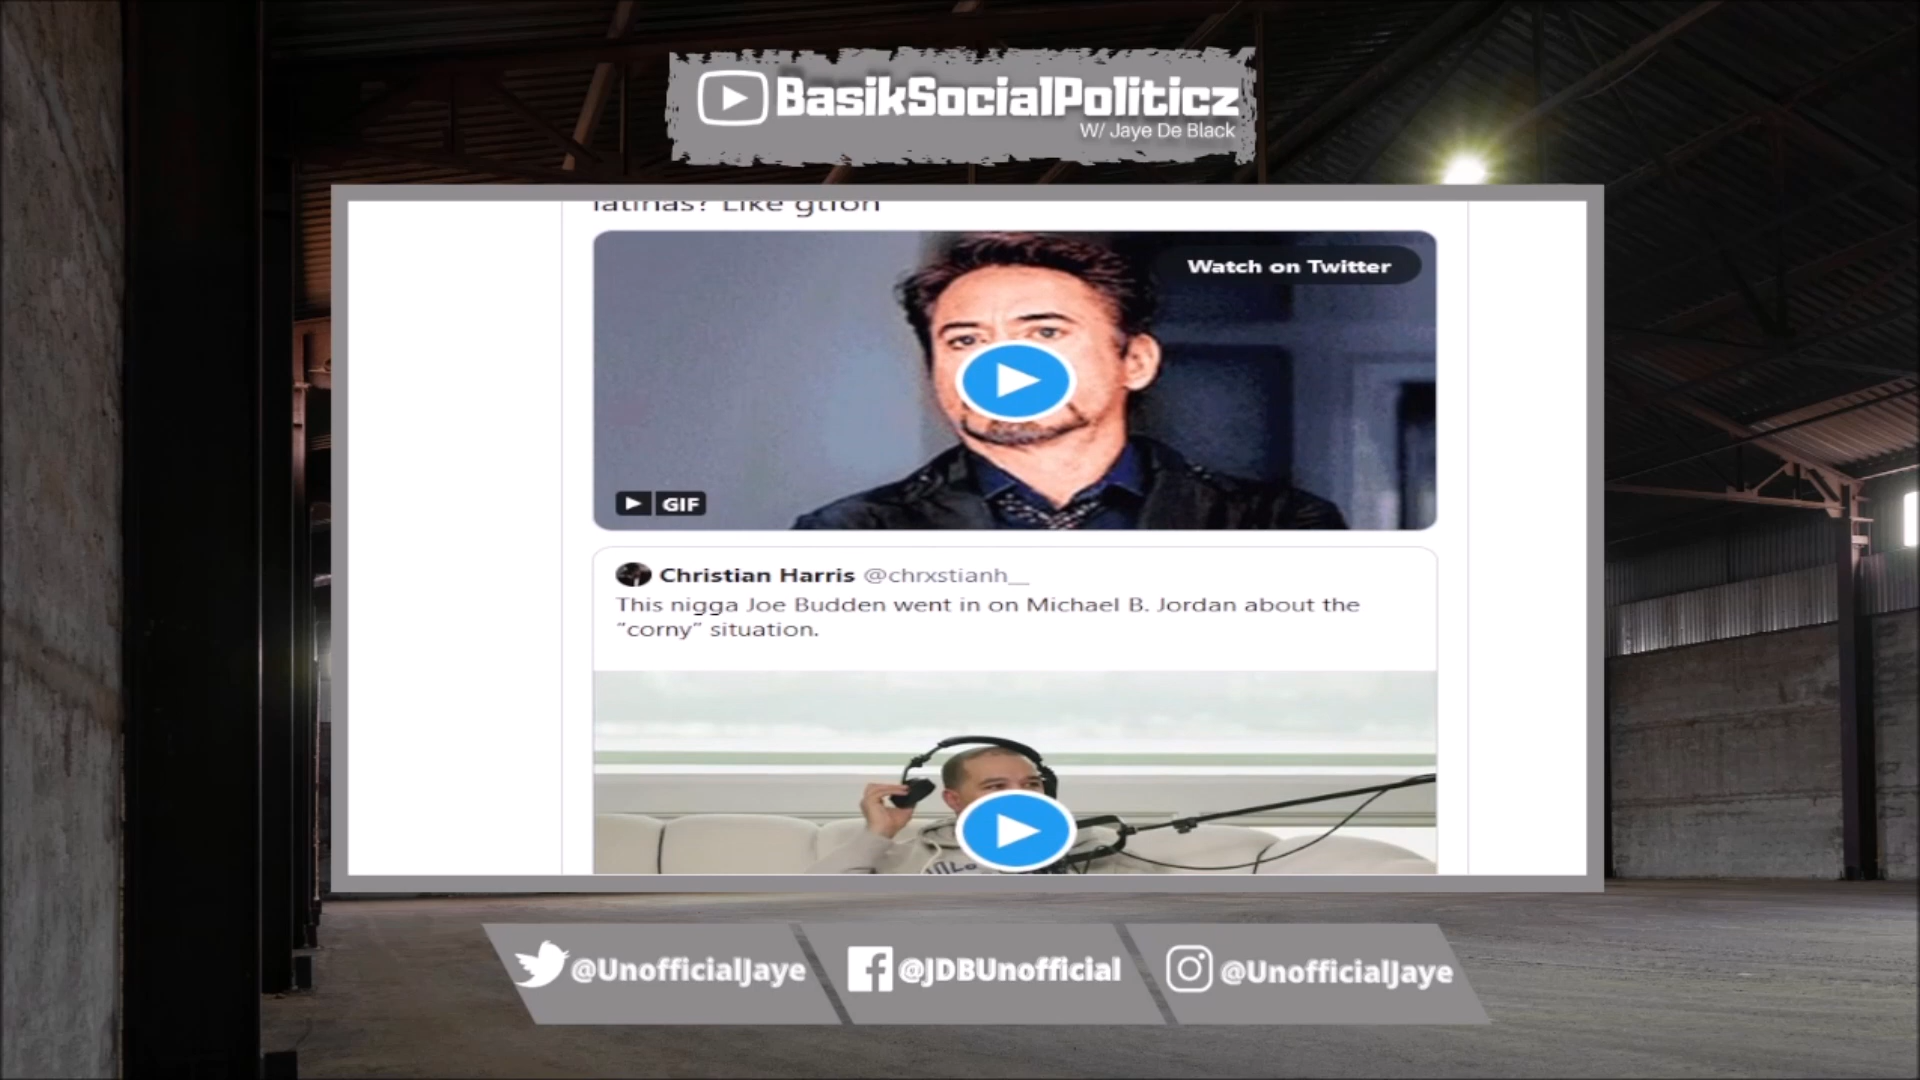 BasikSocialPoliticz
W/ Jaye De Black
latinas? Like gtfoh
Watch on Twitter
GIF
Christian Harris @chrxstianh__
This nigga Joe Budden went in on Michael B. Jordan about the
“corny” situation.
@UnofficialJaye @JDBUnofficial @UnofficialJaye